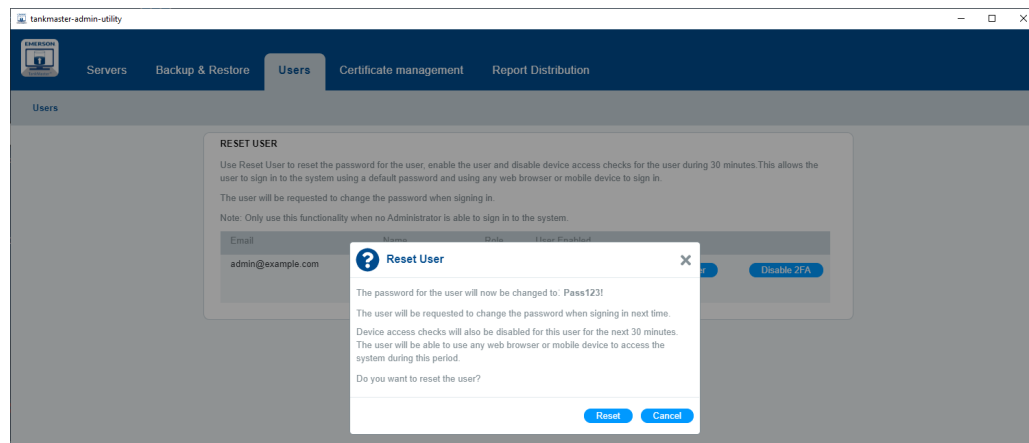 tankmaster-admin-utility
EMERSON
Servers Backup & Restore Users Certificate management Report Distribution
Users
RESET USER
Use Reset User to reset the password for the user, enable the user and disable device access checks for the user during 30 minutes.This allows the
user to sign in to the system using a default password and using any web browser or mobile device to sign in.
The user will be requested to change the password when signing in.
Note: Only use this functionality when no Administrator is able to sign in to the system.
Email Name Role User Enabled
admin@example.com Disable 2FA
Reset User
The password for the user will now be changed to: Pass123!
The user will be requested to change the password when signing in next time.
Device access checks will also be disabled for this user for the next 30 minutes.
The user will be able to use any web browser or mobile device to access the
system during this period.
Do you want to reset the user?
Reset Cancel